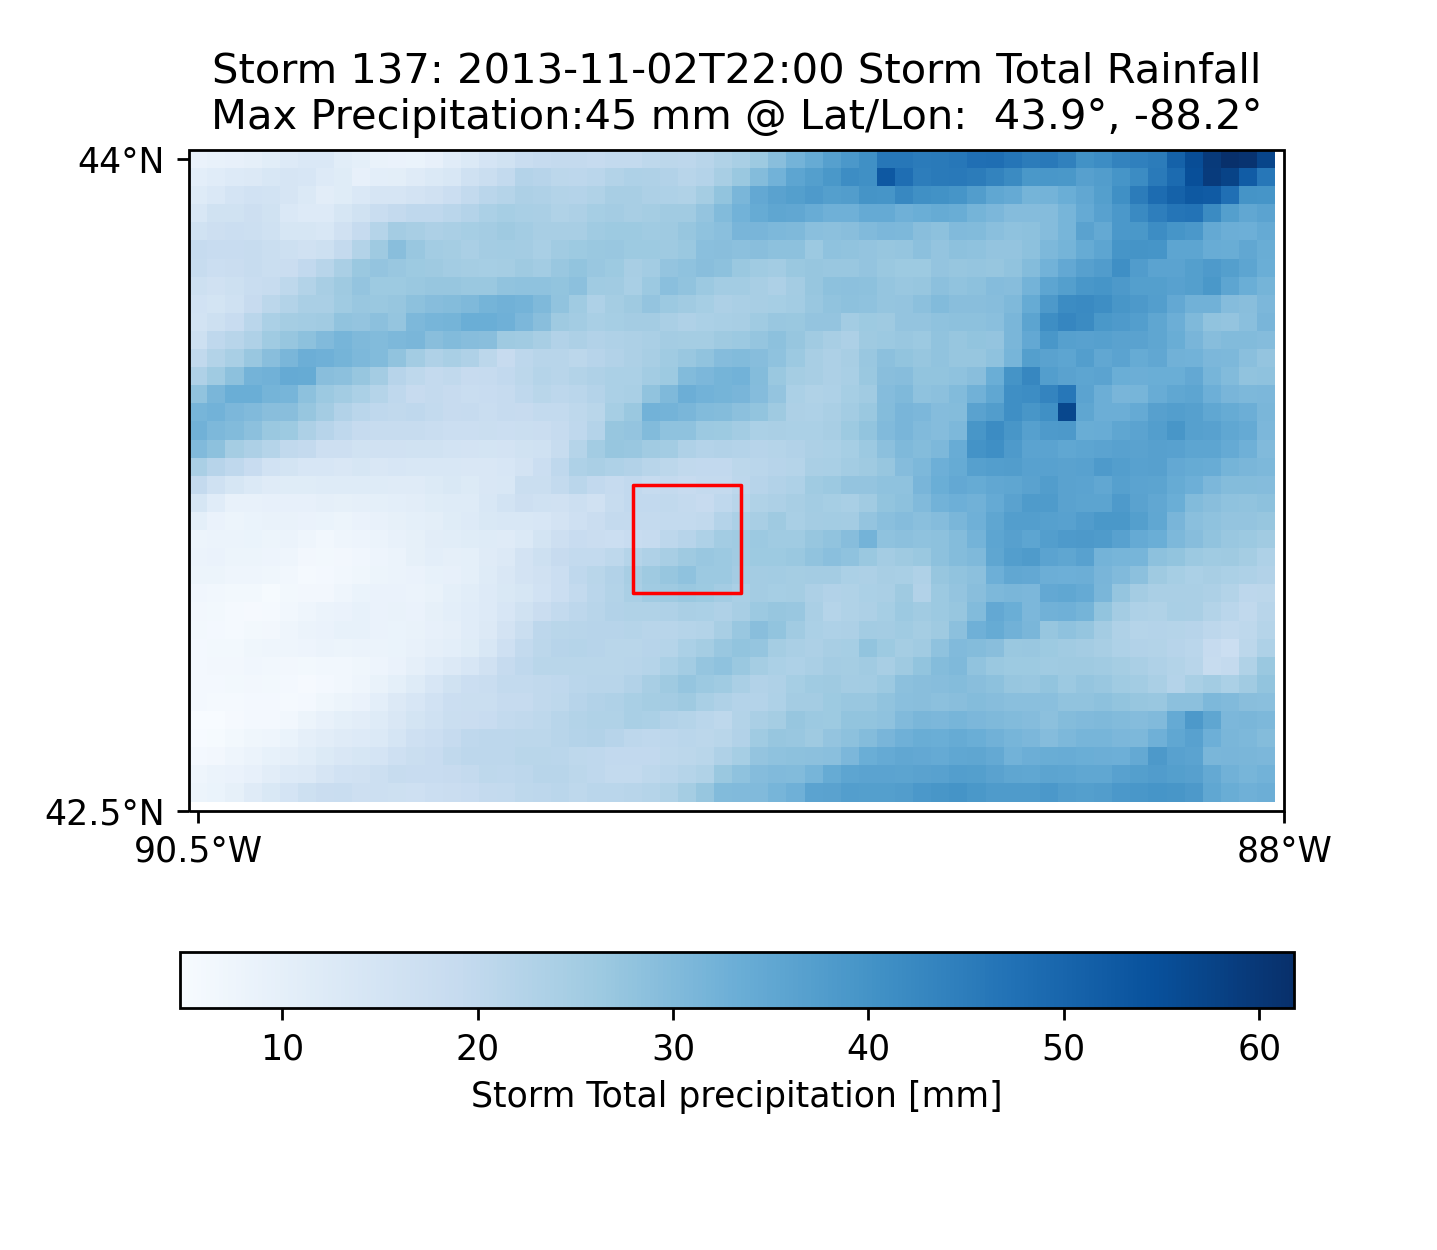 Storm 137: 2013-11-02T22:00 Storm Total Rainfall
Max Precipitation:45 mm @ Lat/Lon:  43.9°, -88.2°
44°N
42.5°N
90.5°W 88°W
10 20 30 40 50 60
Storm Total precipitation [mm]